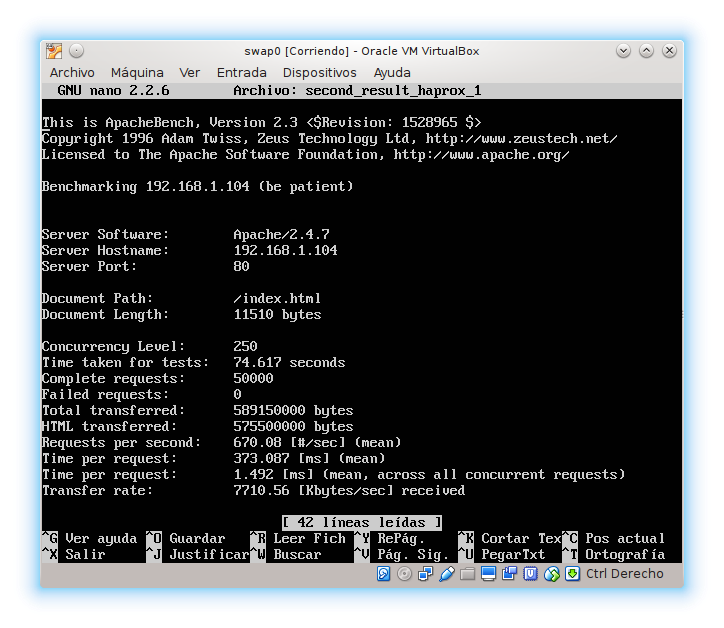 swap0 [Corriendo] - Oracle VM VirtualBox
Archivo Máquina Ver Entrada Dispositivos Ayuda
GNU nano 2.2.6 Archivo: second_result_haprox_1
This is ApacheBench, Version 2.3 <$Revision: 1528965 $>
Copyright 1996 Adam Twiss, Zeus Technology Ltd, http://www.zeustech.net/
Licensed to The Apache Software Foundation, http://www.apache.org/
Benchmarking 192.168.1.104 (be patient)
Server Software: Apache/2.4.7
Server Hostname: 192.168.1.104
Server Port: 80
Document Path: /index.html
Document Length: 11510 bytes
Concurrency Level: 250
Time taken for tests: 74.617 seconds
Complete requests: 50000
Failed requests: 0
Total transferred: 589150000 bytes
HTML transferred: 575500000 bytes
Requests per second: 670.08 [#/sec] (mean)
Time per request: 373.087 [ms] (mean)
Time per request: 1.492 [ms] (mean, across all concurrent requests)
Transfer rate: 7710.56 [Kbytes/sec] received
[ 42 líneas leídas ]
^G Ver ayuda ^O Guardar ^R Leer Fich ^Y RePág. ^K Cortar Tex ^C Pos actual
^X Salir ^J Justificar ^W Buscar ^V Pág. Sig. ^U PegarTxt ^T Ortografía
Ctrl Derecho